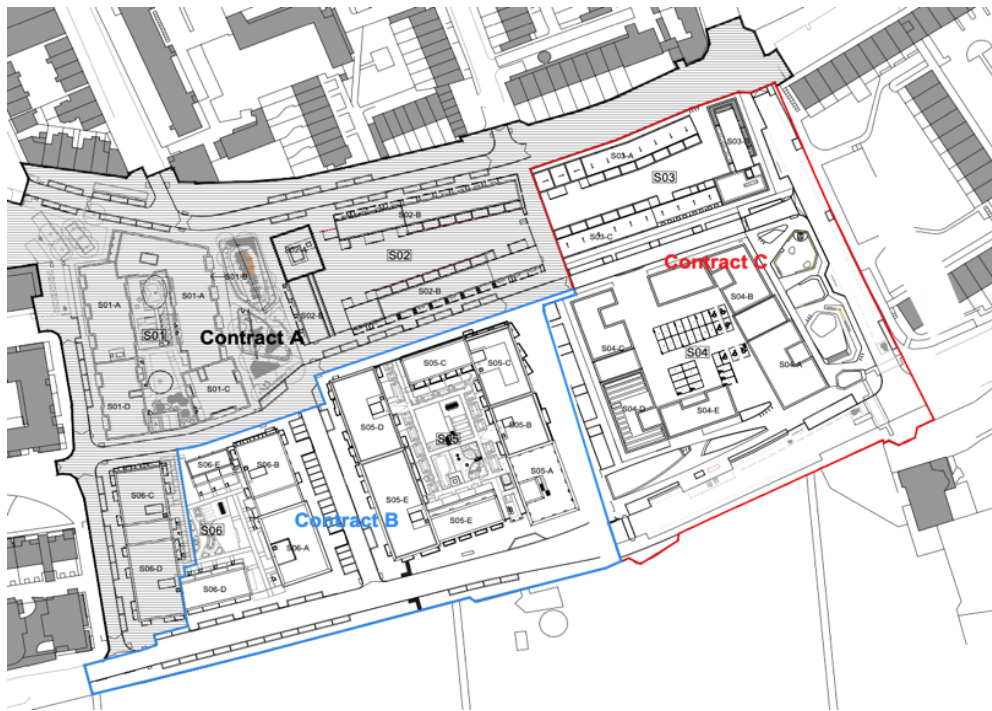 S03-A
S03
S03-C
S02-B
S02
S02-B
S01-B
S01-A
S01-A
S01
Contract A
S01-C
S01-D
Contract C
S04-B
S04
S04-C
S04-A
S04-D
S04-E
S05-C
S05-C
S05-D
S05
S05-B
S05-A
S05-E
S05-E
Contract B
S06-E
S06-B
S06-C
S06
S06-A
S06-D
S06-D